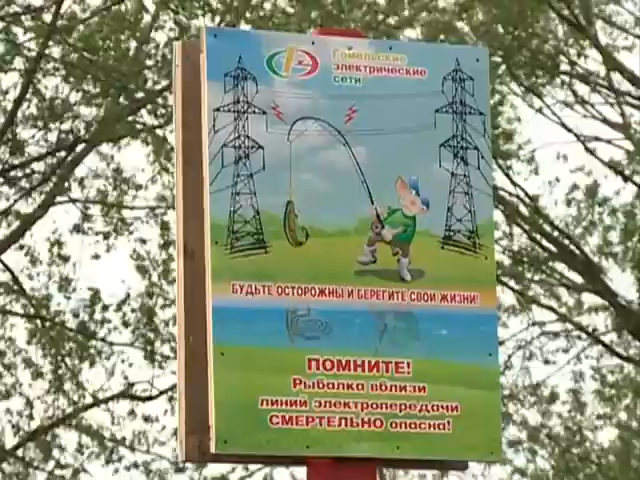 Гомельские
электрические
сети
БУДЬТЕ ОСТОРОЖНЫ И БЕРЕГИТЕ СВОИ ЖИЗНИ!
ПОМНИТЕ!
Рыбалка вблизи
линий электропередачи
СМЕРТЕЛЬНО опасна!